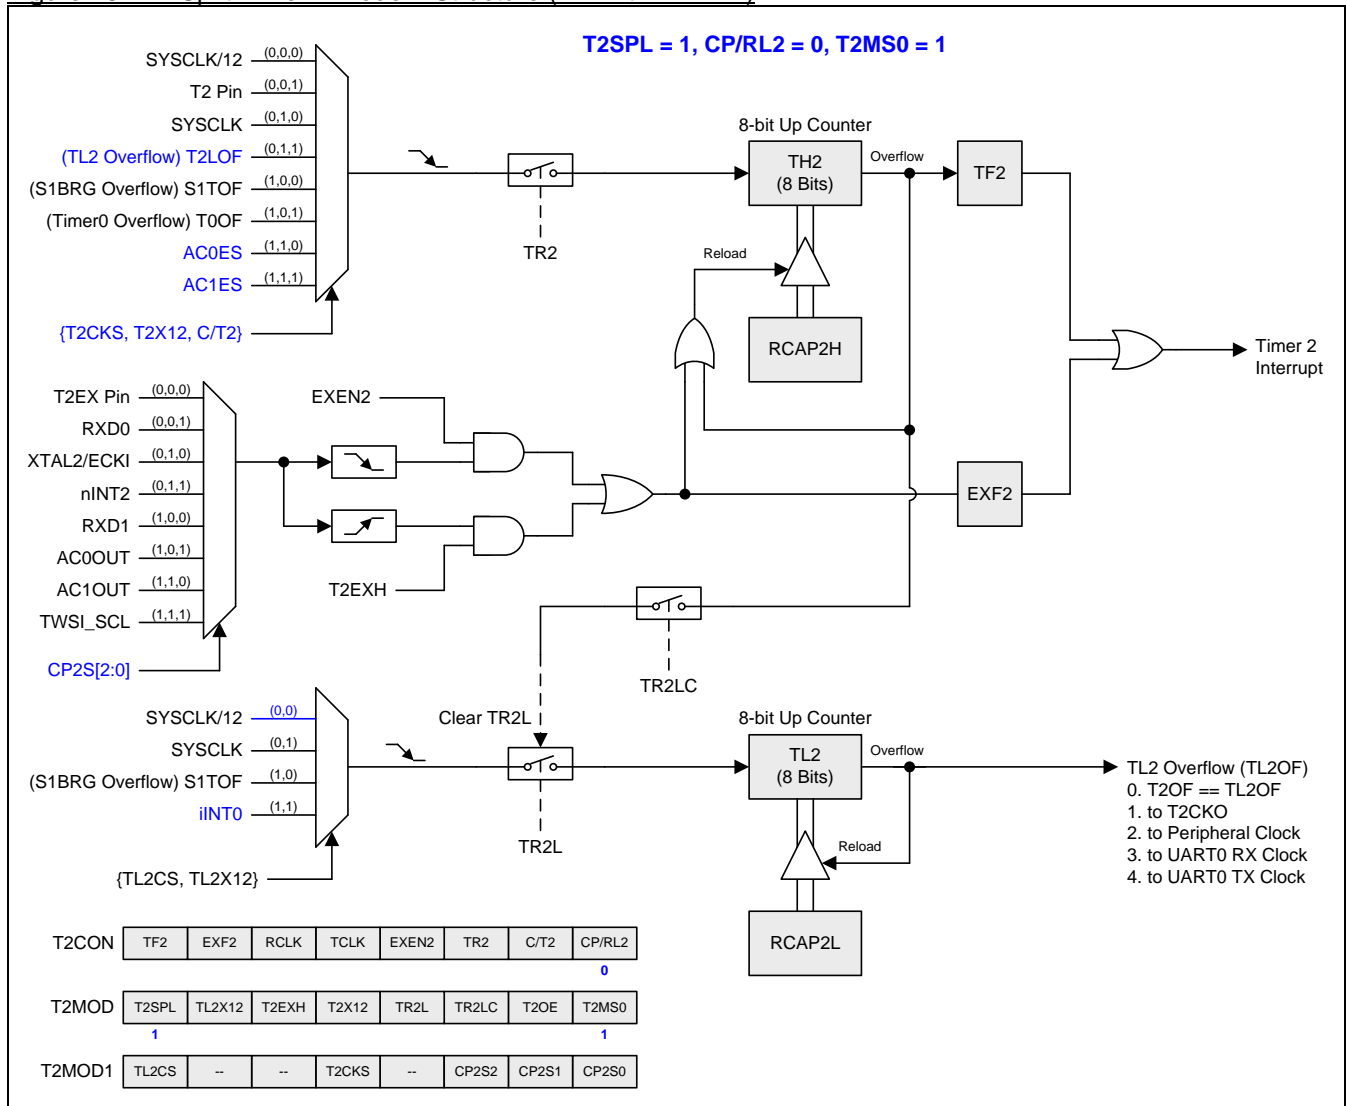 T2SPL = 1, CP/RL2 = 0, T2MS0 = 1
SYSCLK/12 (0,0,0)
T2 Pin (0,0,1)
SYSCLK (0,1,0)
(TL2 Overflow) T2LOF (0,1,1)
(S1BRG Overflow) S1TOF (1,0,0)
(Timer0 Overflow) T0OF (1,0,1)
AC0ES (1,1,0)
AC1ES (1,1,1)
{T2CKS, T2X12, C/T2}
TR2
8-bit Up Counter
TH2
(8 Bits)
Overflow
TF2
Reload
RCAP2H
Timer 2
Interrupt
T2EX Pin (0,0,0)
RXD0 (0,0,1)
XTAL2/ECKI (0,1,0)
nINT2 (0,1,1)
RXD1 (1,0,0)
AC0OUT (1,0,1)
AC1OUT (1,1,0)
TWSI_SCL (1,1,1)
CP2S[2:0]
EXEN2
T2EXH
EXF2
TR2LC
SYSCLK/12 (0,0)
SYSCLK (0,1)
(S1BRG Overflow) S1TOF (1,0)
iINT0 (1,1)
{TL2CS, TL2X12}
Clear TR2L
TR2L
8-bit Up Counter
TL2
(8 Bits)
Overflow
Reload
RCAP2L
TL2 Overflow (TL2OF)
0. T2OF == TL2OF
1. to T2CKO
2. to Peripheral Clock
3. to UART0 RX Clock
4. to UART0 TX Clock
T2CON TF2 EXF2 RCLK TCLK EXEN2 TR2 C/T2 CP/RL2
0
T2MOD T2SPL TL2X12 T2EXH T2X12 TR2L TR2LC T2OE T2MS0
1 1
T2MOD1 TL2CS -- -- T2CKS -- CP2S2 CP2S1 CP2S0